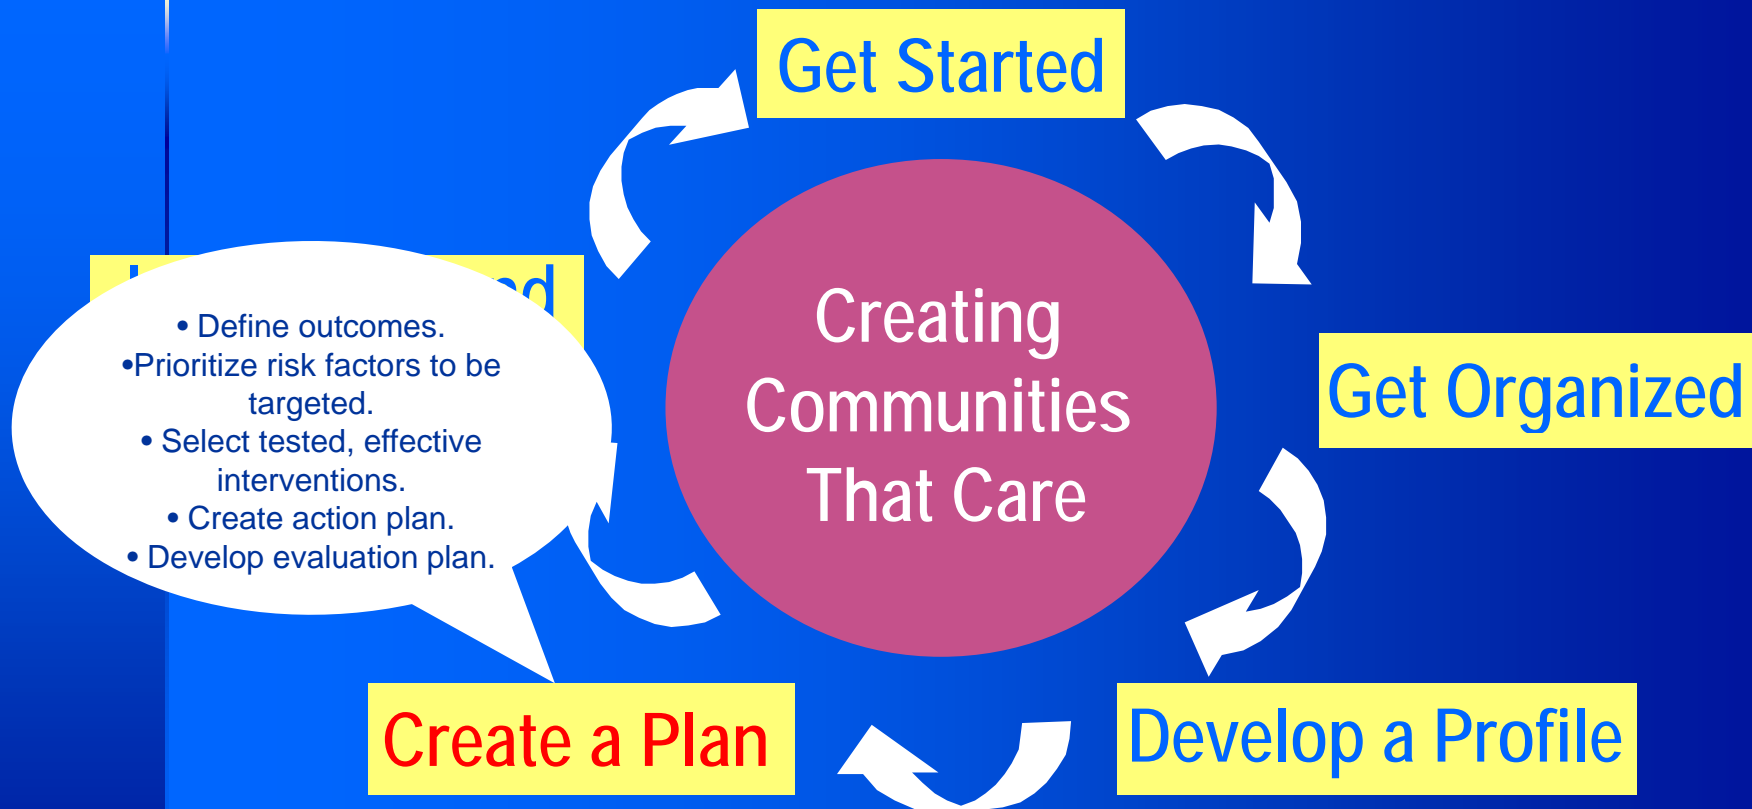 Get Started
Creating
Communities
That Care
Get Organized
• Define outcomes.
•Prioritize risk factors to be
targeted.
• Select tested, effective
interventions.
• Create action plan.
• Develop evaluation plan.
Create a Plan
Develop a Profile